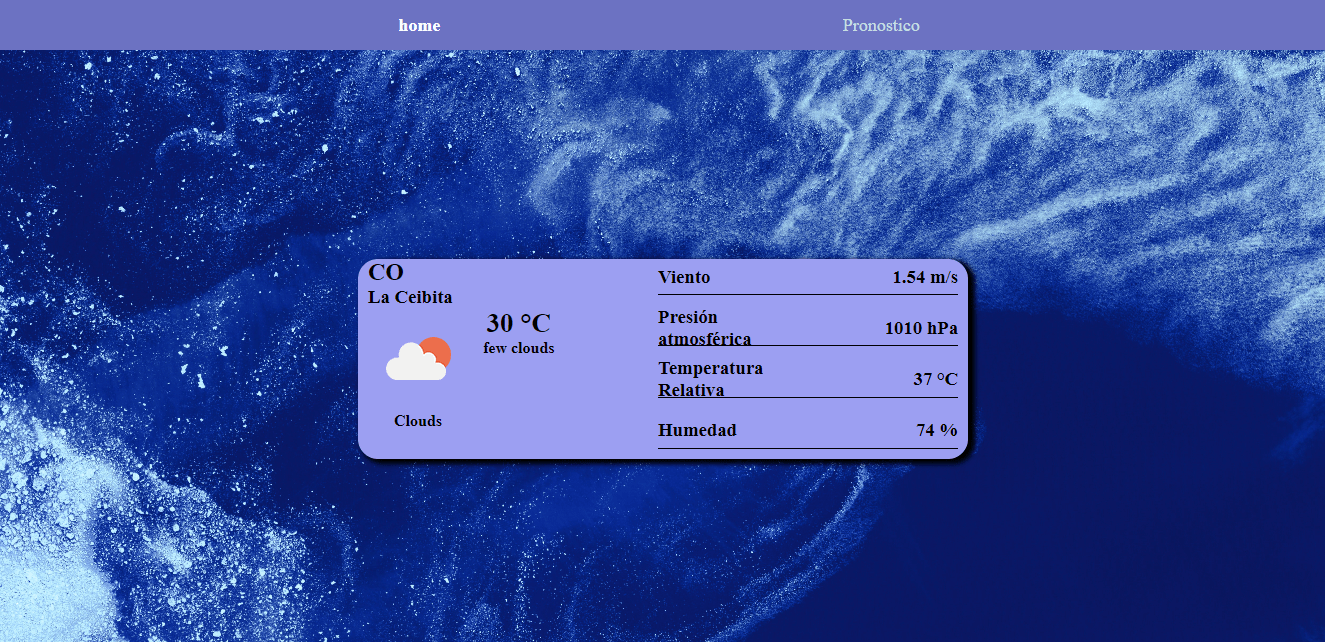 home
Pronostico
CO
La Ceibita
30 °C
few clouds
Clouds
Viento 1.54 m/s
Presión
atmosférica 1010 hPa
Temperatura
Relativa 37 °C
Humedad 74 %